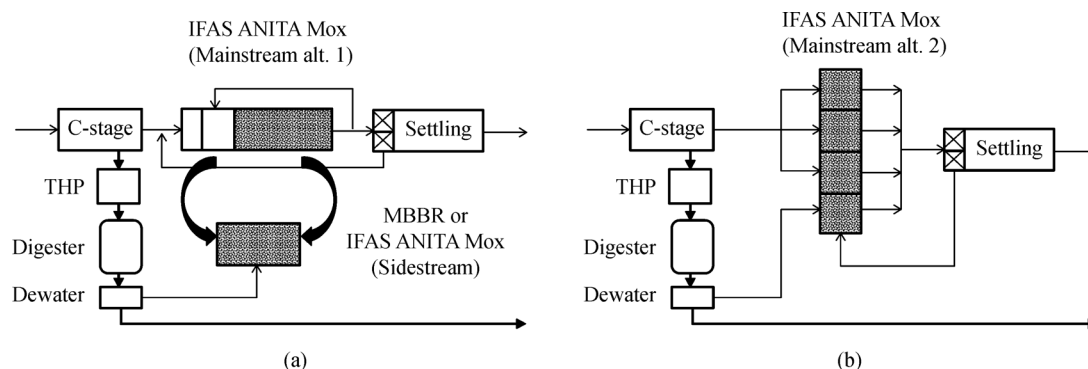 IFAS ANITA Mox
(Mainstream alt. 1)
C-stage
Settling
THP
Digester
Dewater
MBBR or
IFAS ANITA Mox
(Sidestream)
(a)
IFAS ANITA Mox
(Mainstream alt. 2)
C-stage
Settling
THP
Digester
Dewater
(b)